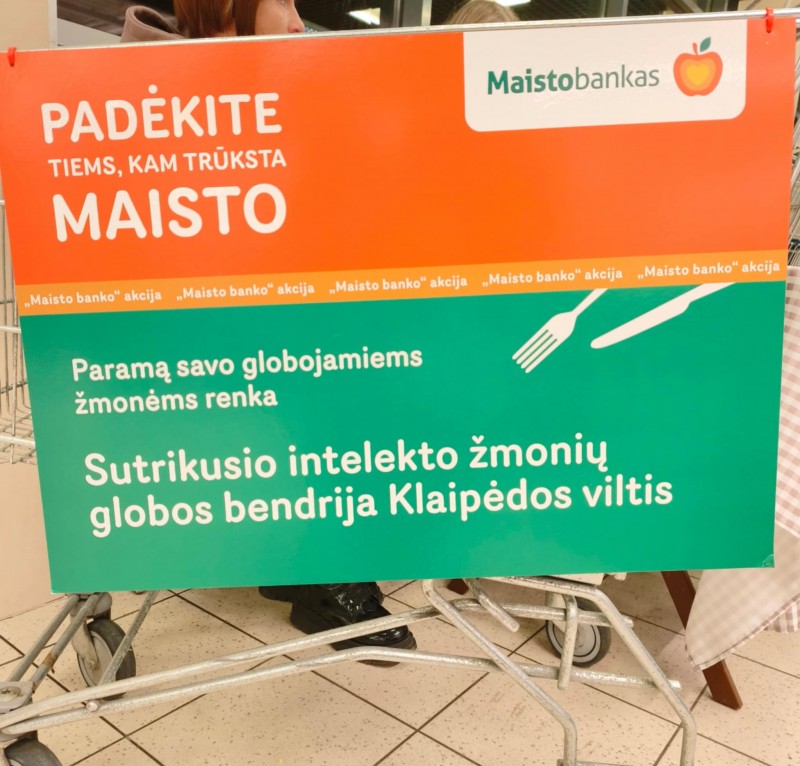 Maistobankas
PADĖKITE
TIEMS, KAM TRŪKSTA
MAISTO
„Maisto banko“ akcija „Maisto banko“ akcija „Maisto banko“ akcija „Maisto banko“ akcija „Maisto banko“ akcija
Paramą savo globojamiems
žmonėms renka
Sutrikusio intelekto žmonių
globos bendrija Klaipėdos viltis